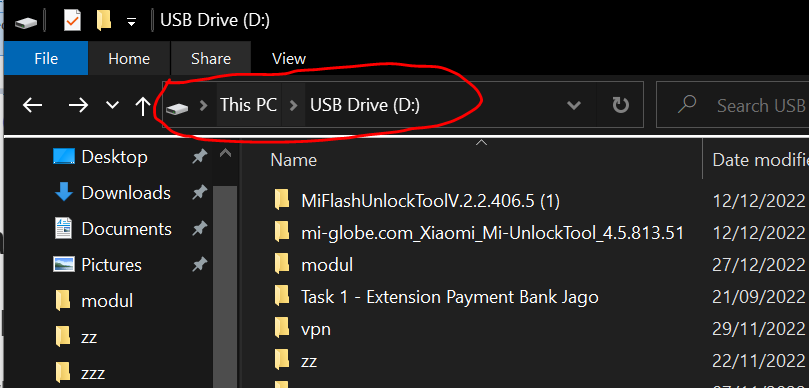 USB Drive (D:)
File Home Share View
This PC USB Drive (D:) Search USB
Desktop
Downloads
Documents
Pictures
modul
zz
zzz
Name Date modifie
MiFlashUnlockToolV.2.2.406.5 (1) 12/12/2022
mi-globe.com_Xiaomi_Mi-UnlockTool_4.5.813.51 12/12/2022
modul 27/12/2022
Task 1 - Extension Payment Bank Jago 21/09/2022
vpn 29/11/2022
zz 22/11/2022